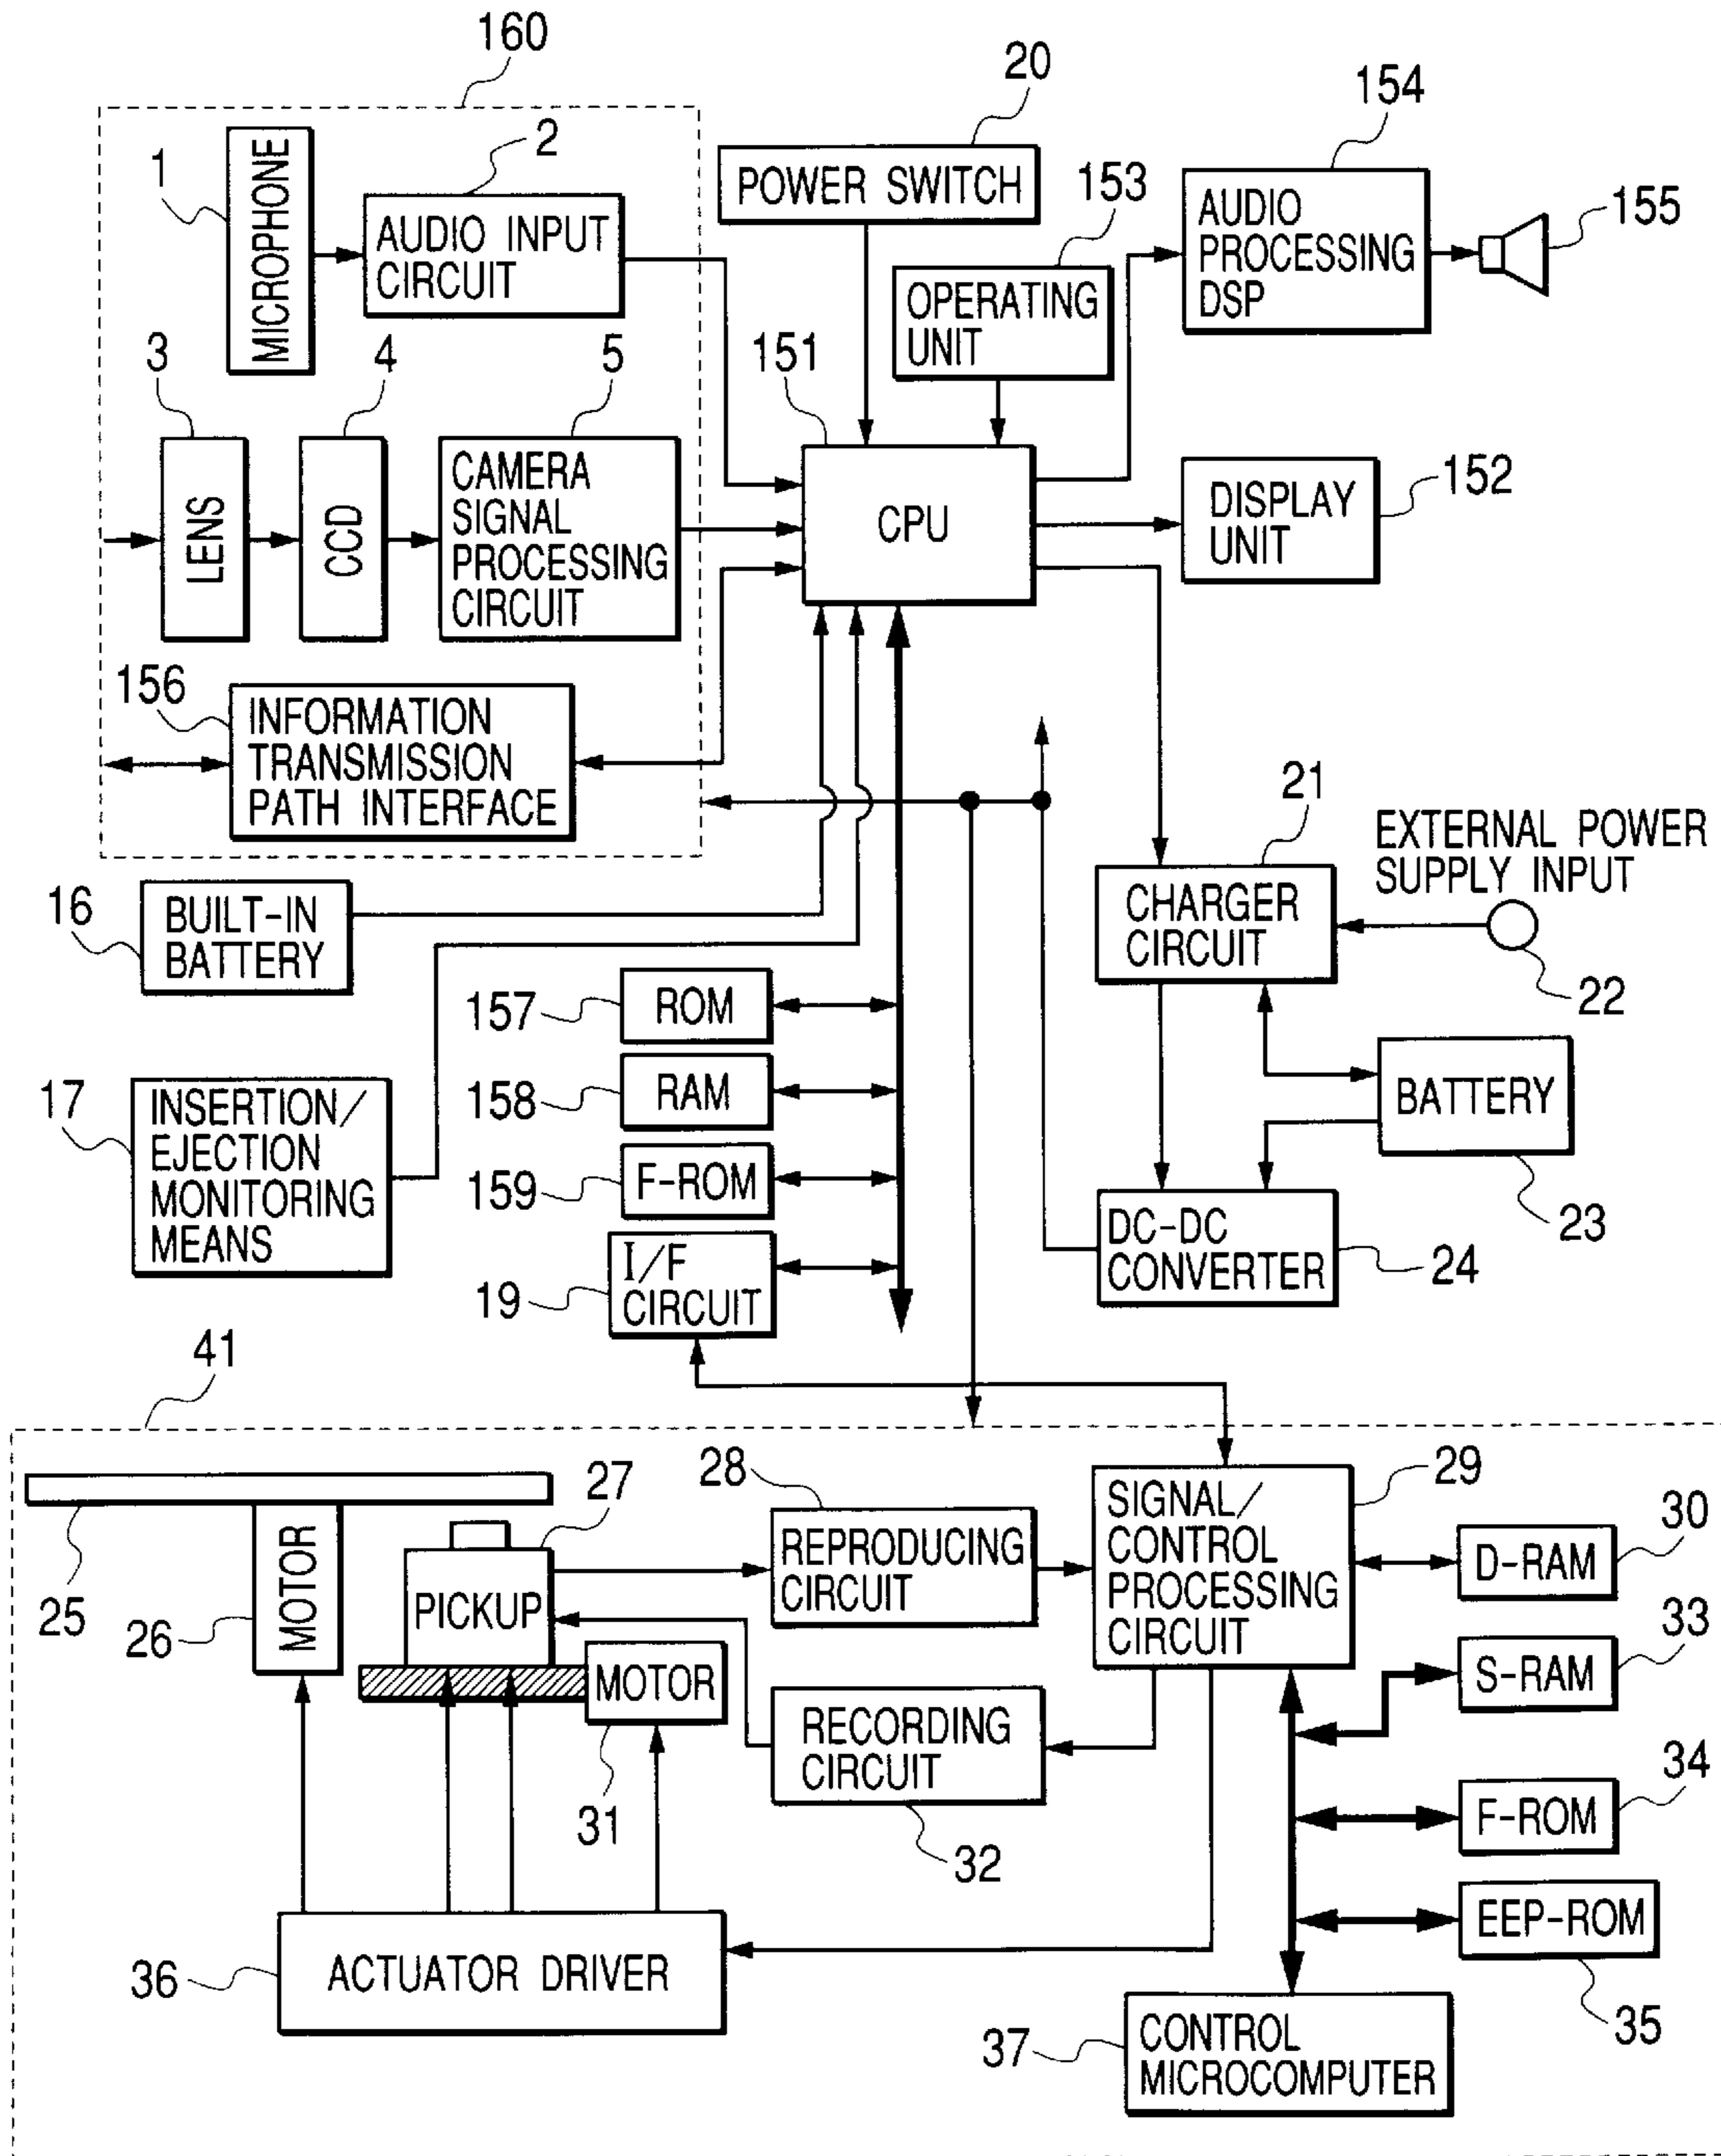 160
20
154
1
MICROPHONE
2
AUDIO INPUT
CIRCUIT
POWER SWITCH
153
AUDIO
PROCESSING
DSP
155
OPERATING
UNIT
3
LENS
4
CCD
5
CAMERA
SIGNAL
PROCESSING
CIRCUIT
151
CPU
DISPLAY
UNIT
152
156
INFORMATION
TRANSMISSION
PATH INTERFACE
21
EXTERNAL POWER
SUPPLY INPUT
16
BUILT-IN
BATTERY
CHARGER
CIRCUIT
22
157
ROM
17
INSERTION/
EJECTION
MONITORING
MEANS
158
RAM
BATTERY
159
F-ROM
23
19
I/F
CIRCUIT
DC-DC
CONVERTER
24
41
25
26
MOTOR
27
PICKUP
28
REPRODUCING
CIRCUIT
SIGNAL/
CONTROL
PROCESSING
CIRCUIT
29
D-RAM
30
S-RAM
33
MOTOR
31
RECORDING
CIRCUIT
32
F-ROM
34
EEP-ROM
35
36
ACTUATOR DRIVER
37
CONTROL
MICROCOMPUTER